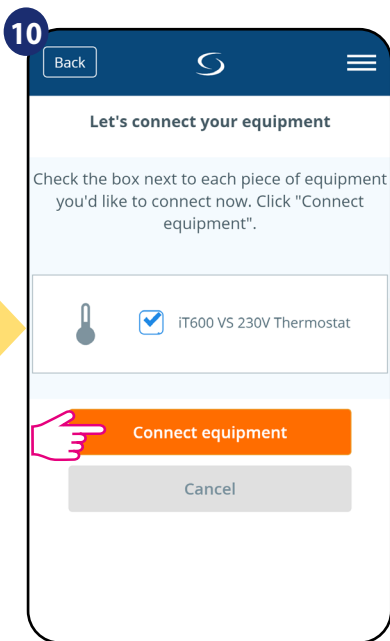 10
Back
Let's connect your equipment
Check the box next to each piece of equipment
you'd like to connect now. Click "Connect
equipment".
iT600 VS 230V Thermostat
Connect equipment
Cancel